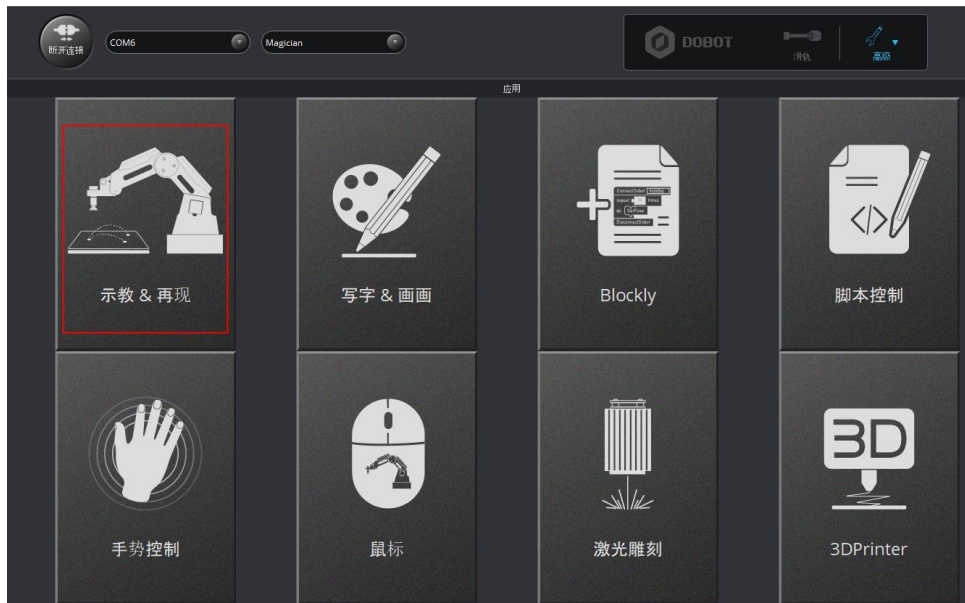 断开连接
COM6
Magician
DOBOT
滑轨
高级
应用
示教 & 再现
写字 & 画画
Blockly
脚本控制
</>
手势控制
鼠标
激光雕刻
3D
3DPrinter